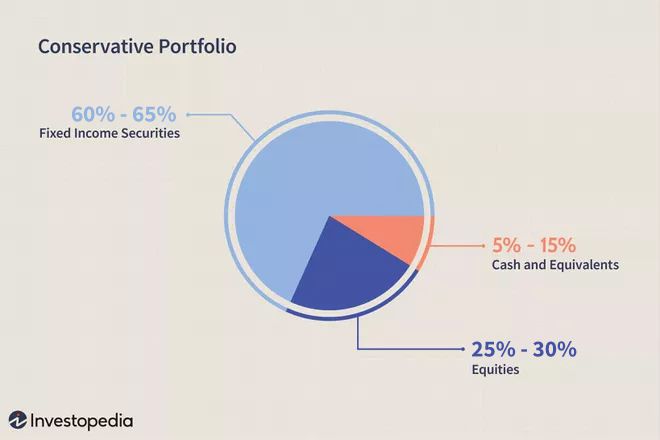 Conservative Portfolio
60% - 65%
Fixed Income Securities
5% - 15%
Cash and Equivalents
25% - 30%
Equities
Investopedia